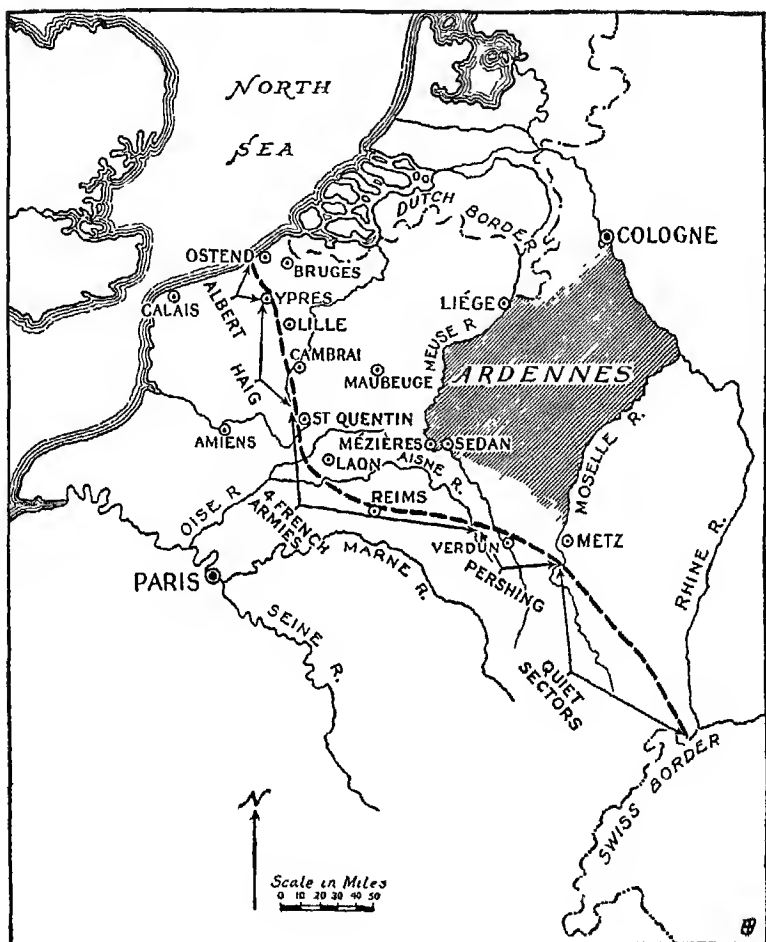 NORTH
SEA
DUTCH BORDER
COLOGNE
OSTEND
BRUGES
CALAIS
ALBERT
YPRES
LIÉGE
LILLE
MEUSE R
CAMBRAI
HAIG
MAUBEUGE
ARDENNES
ST QUENTIN
AMIENS
MÉZIÈRES
SEDAN
MOSELLE R.
LAON
AISNE R.
OISE R
4 FRENCH
ARMIES
REIMS
VERDUN
METZ
RHINE R.
MARNE R.
PERSHING
PARIS
SEINE R.
QUIET
SECTORS
SWISS BORDER
N
Scale in Miles
0 10 20 30 40 50